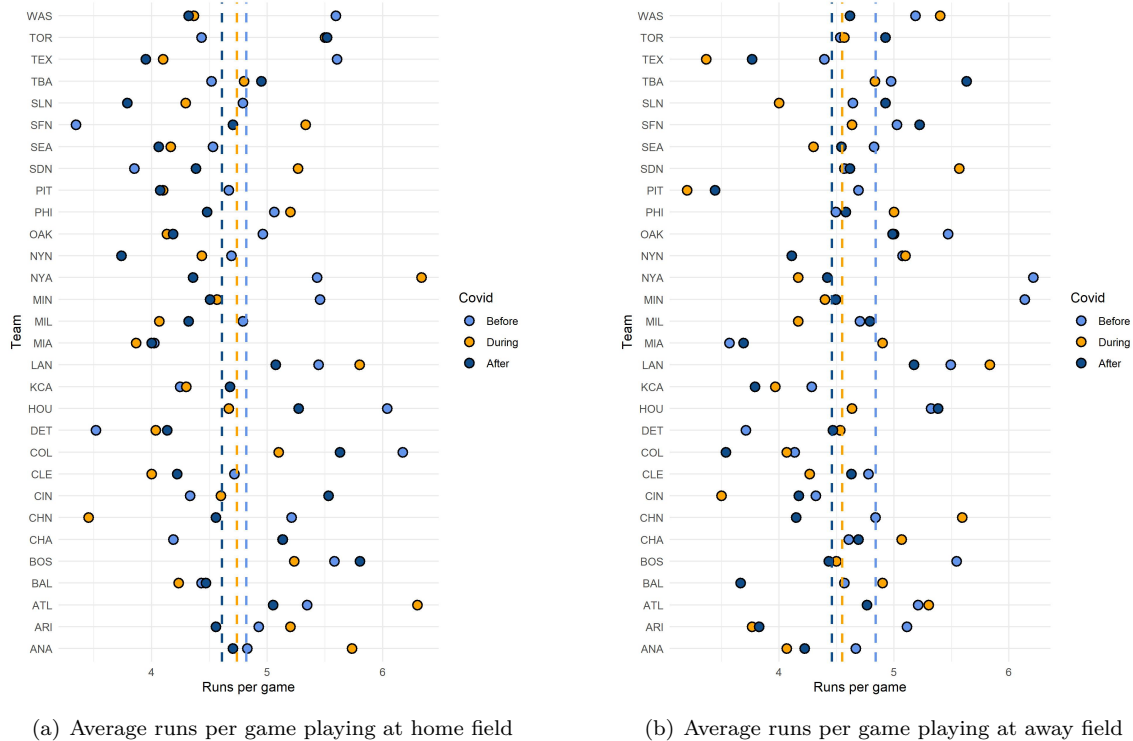 WAS
TOR
TEX
TBA
SLN
SFN
SEA
SDN
PIT
PHI
OAK
NYN
NYA
MIN
MIL
MIA
LAN
KCA
HOU
DET
COL
CLE
CIN
CHN
CHA
BOS
BAL
ATL
ARI
ANA
Team
4 5 6
Runs per game
Covid
Before
During
After
(a) Average runs per game playing at home field
WAS
TOR
TEX
TBA
SLN
SFN
SEA
SDN
PIT
PHI
OAK
NYN
NYA
MIN
MIL
MIA
LAN
KCA
HOU
DET
COL
CLE
CIN
CHN
CHA
BOS
BAL
ATL
ARI
ANA
Team
4 5 6
Runs per game
Covid
Before
During
After
(b) Average runs per game playing at away field